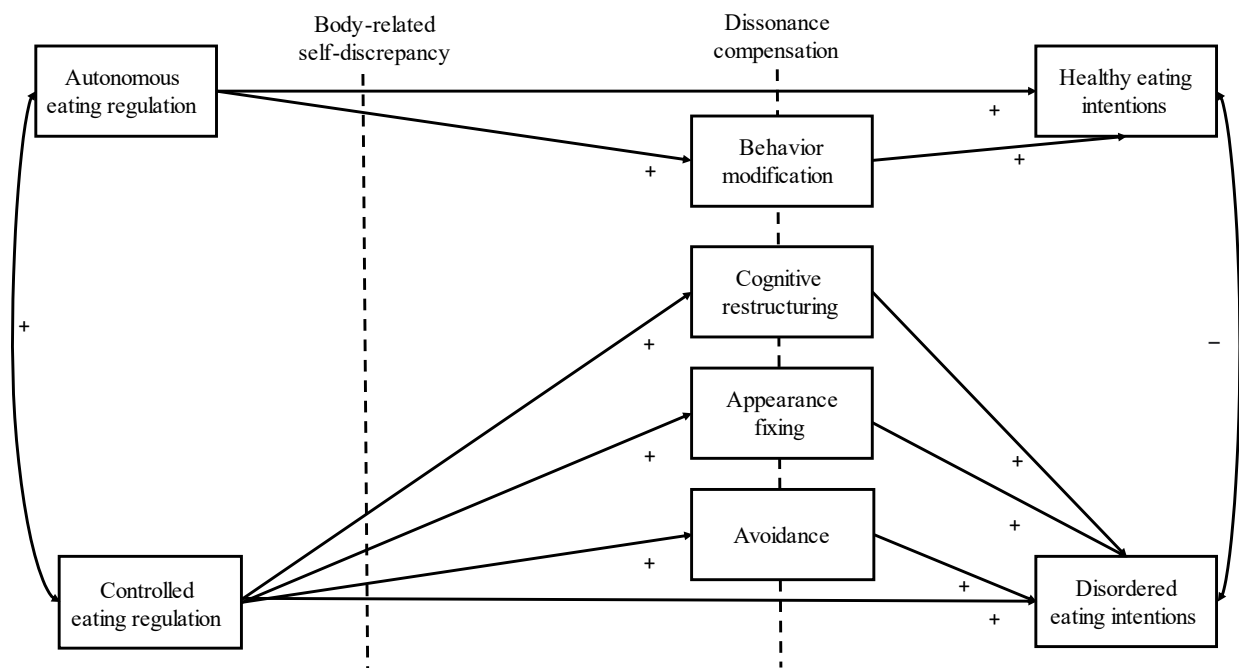 Body-related
self-discrepancy
Dissonance
compensation
Autonomous
eating regulation
Healthy eating
intentions
+
Behavior
modification
+
+
Cognitive
restructuring
+
−
+
Appearance
fixing
+
+
+
Avoidance
+
+
Controlled
eating regulation
Disordered
eating intentions
+